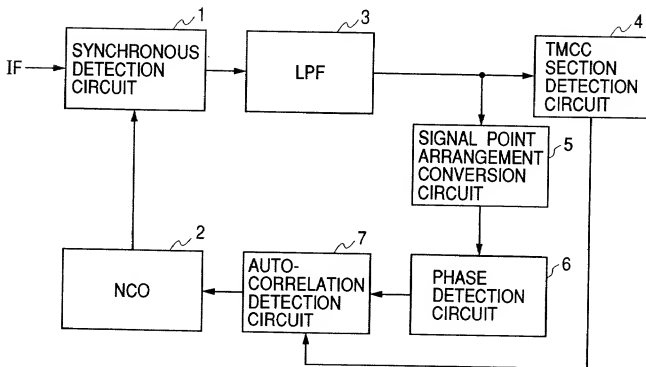 1
3
4
IF
SYNCHRONOUS
DETECTION
CIRCUIT
LPF
TMCC
SECTION
DETECTION
CIRCUIT
SIGNAL POINT
ARRANGEMENT
CONVERSION
CIRCUIT
5
2
7
NCO
AUTO-
CORRELATION
DETECTION
CIRCUIT
PHASE
DETECTION
CIRCUIT
6